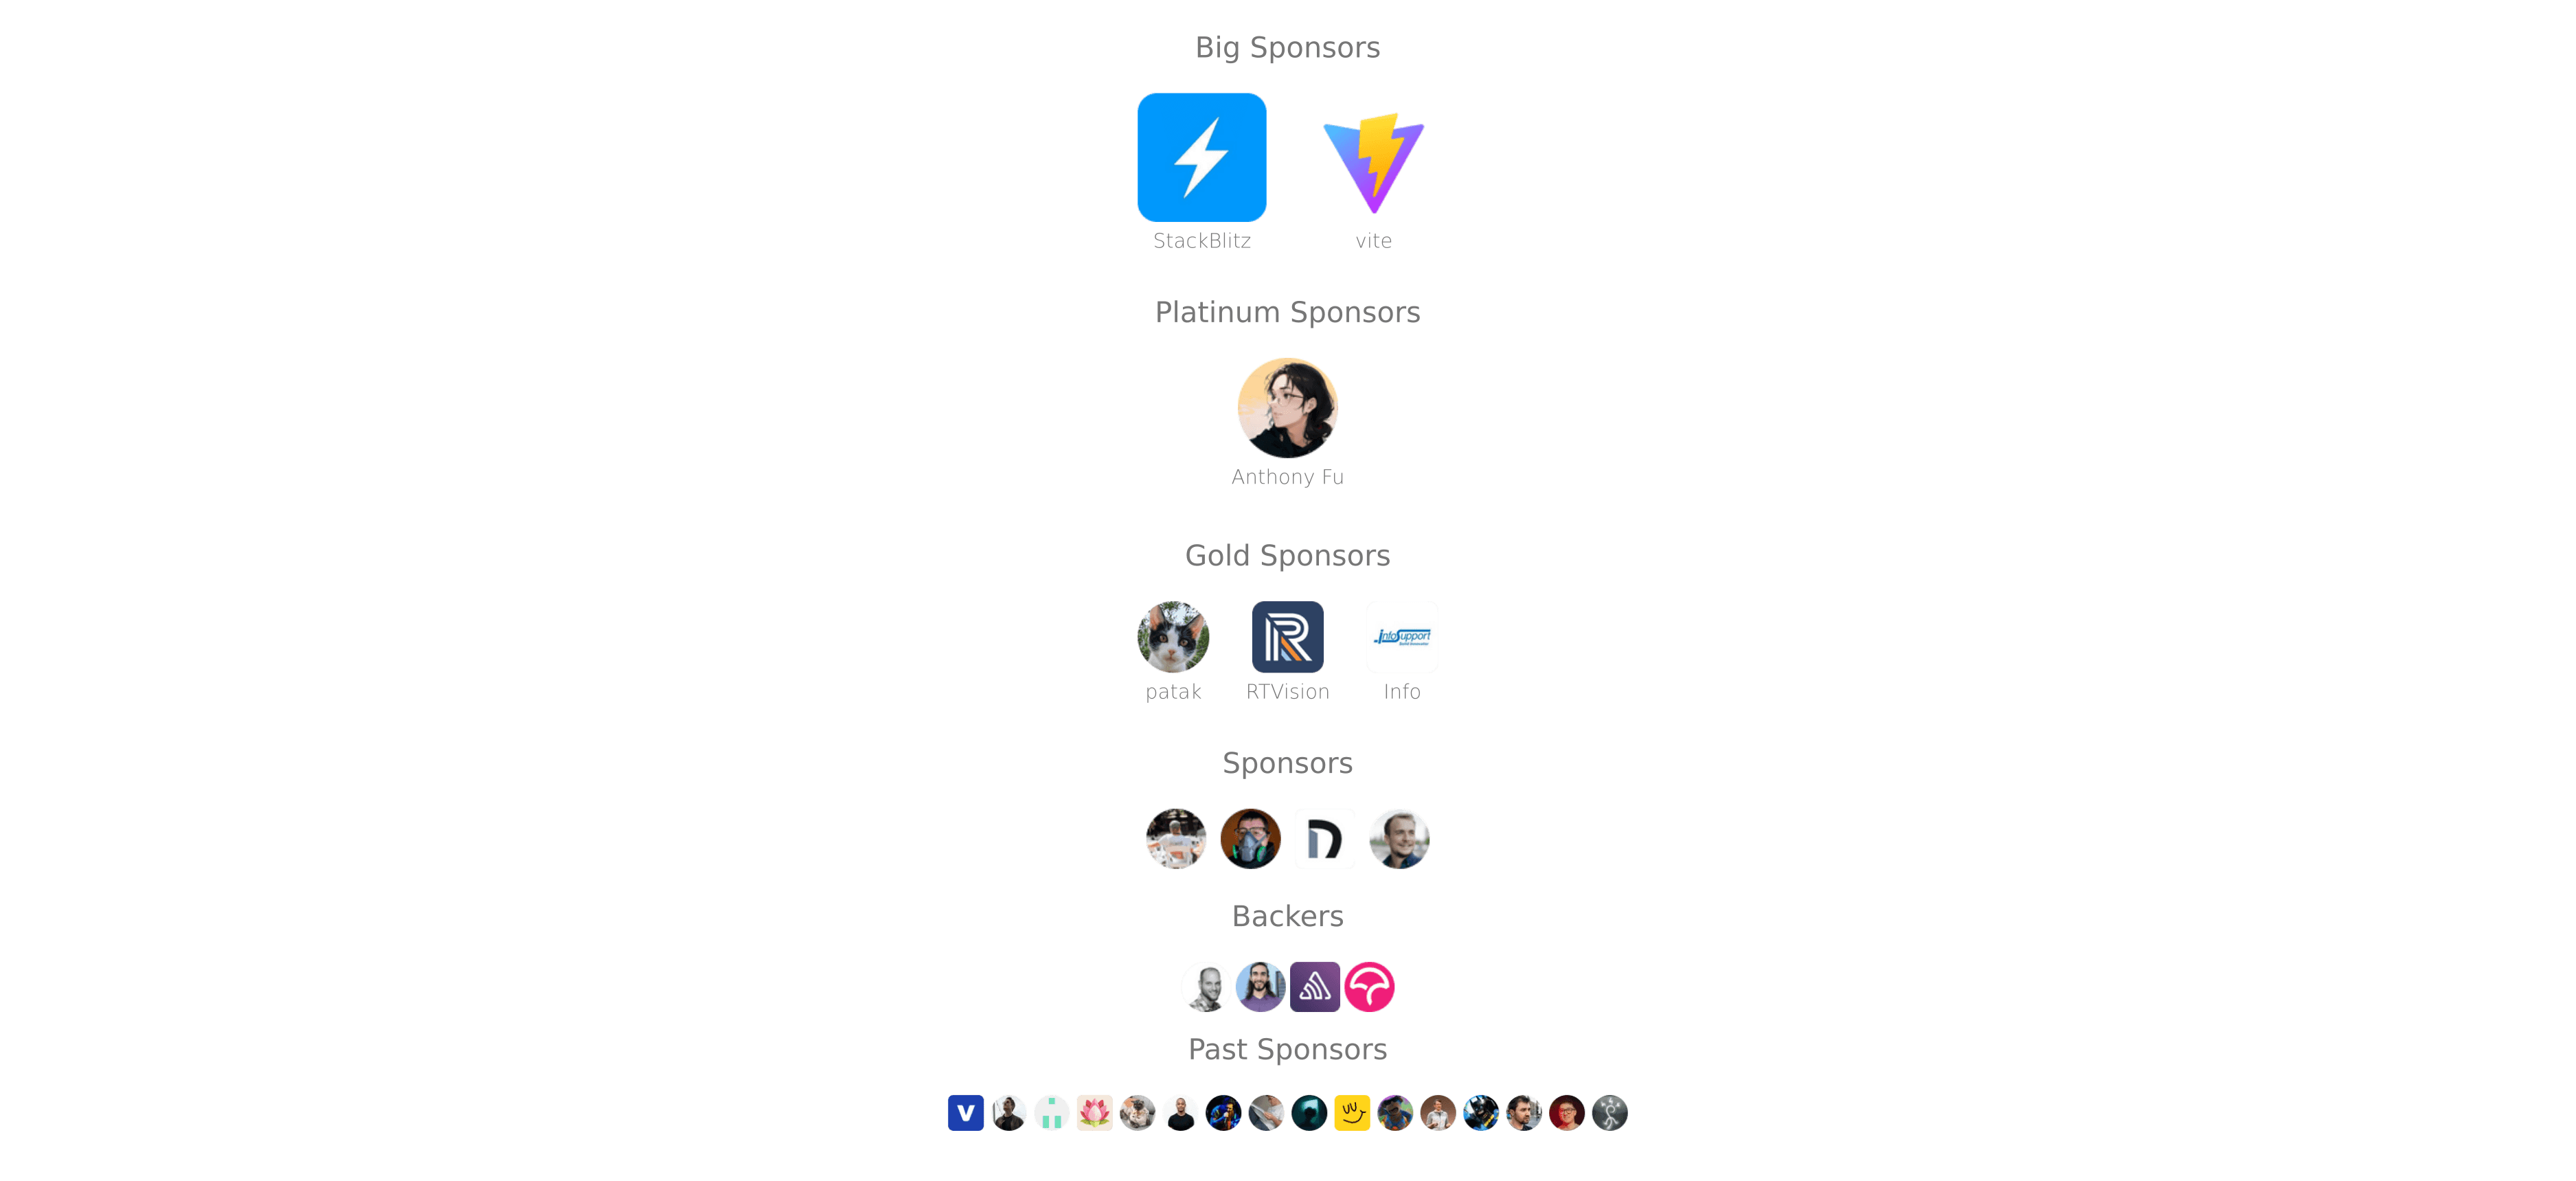 Big Sponsors
StackBlitz
vite
Platinum Sponsors
Anthony Fu
Gold Sponsors
infoSupport
patak
RTVision
Info
Sponsors
Backers
Past Sponsors
V